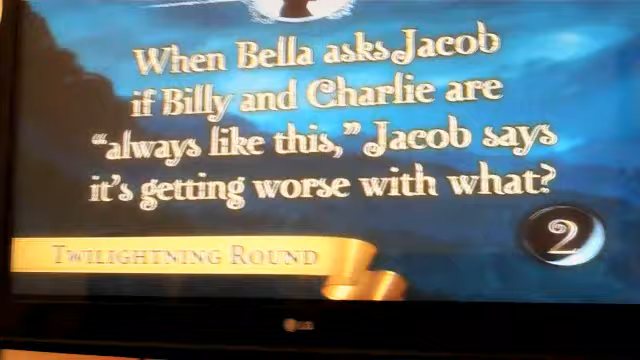 When Bella asks Jacob
if Billy and Charlie are
“always like this,” Jacob says
it's getting worse with what?
2
TWILIGHTNING ROUND
LG